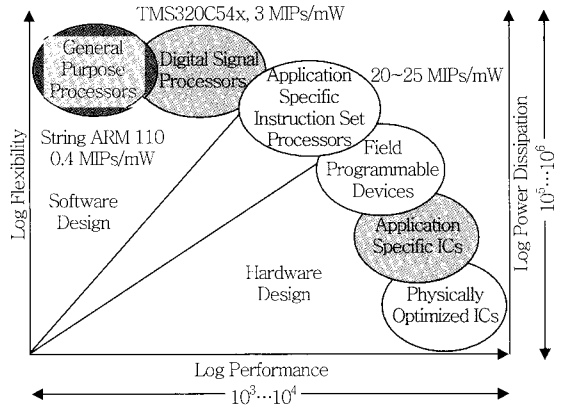 TMS320C54x, 3 MIPs/mW
General
Purpose
Processors
Digital Signal
Processors
Application
Specific
Instruction Set
Processors
20~25 MIPs/mW
String ARM 110
0.4 MIPs/mW
Field
Programmable
Devices
Software
Design
Application
Specific ICs
Hardware
Design
Physically
Optimized ICs
Log Flexibility
Log Power Dissipation
10⁵…10⁶
Log Performance
10³…10⁴